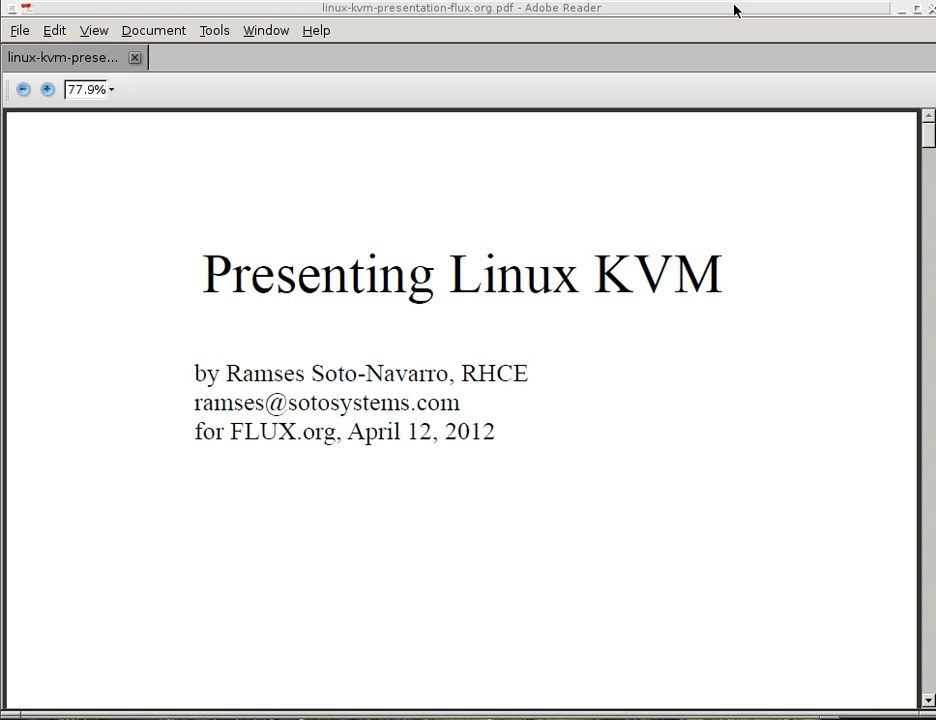 linux-kvm-presentation-flux.org.pdf - Adobe Reader
File Edit View Document Tools Window Help
linux-kvm-prese...
77.9%
Presenting Linux KVM
by Ramses Soto-Navarro, RHCE
ramses@sotosystems.com
for FLUX.org, April 12, 2012